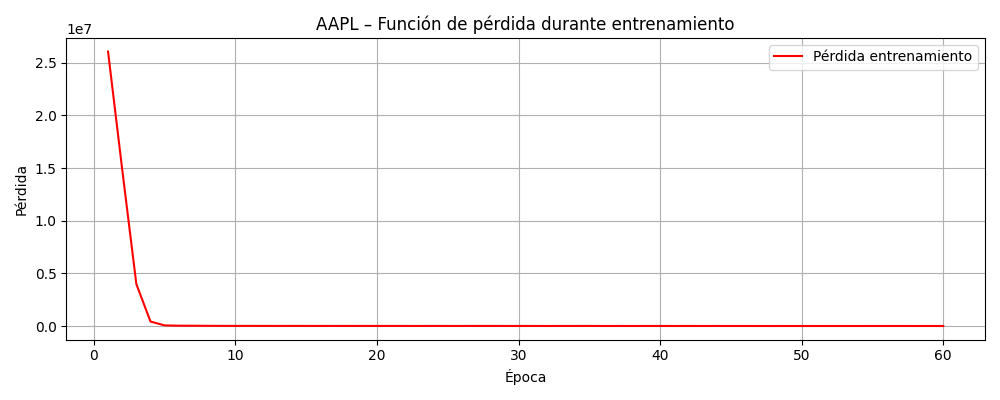 AAPL – Función de pérdida durante entrenamiento
1e7
Pérdida entrenamiento
2.5
2.0
1.5
1.0
0.5
0.0
Pérdida
0 10 20 30 40 50 60
Época